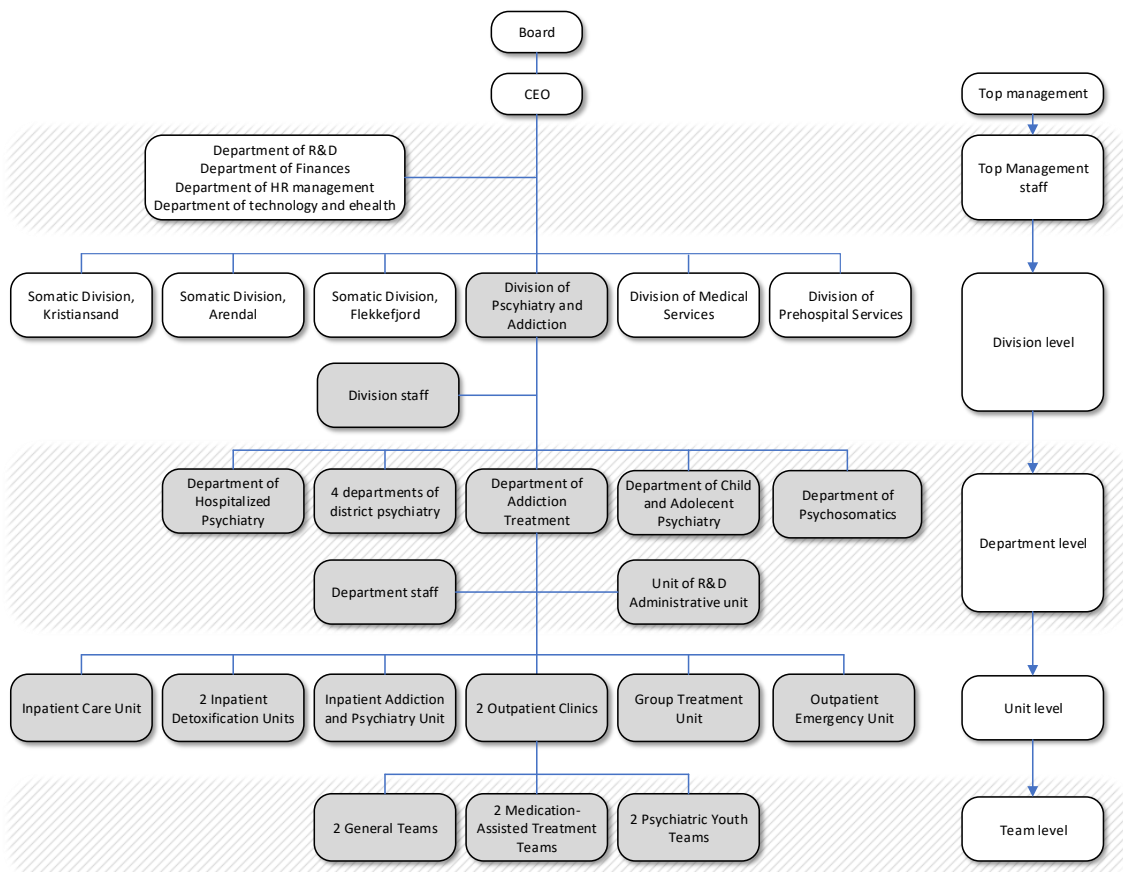 Board
CEO
Top management
Department of R&D
Department of Finances
Department of HR management
Department of technology and ehealth
Top Management
staff
Somatic Division,
Kristiansand
Somatic Division,
Arendal
Somatic Division,
Flekkefjord
Division of
Pscyhiatry and
Addiction
Division of Medical
Services
Division of
Prehospital Services
Division level
Division staff
Department of
Hospitalized
Psychiatry
4 departments of
district psychiatry
Department of
Addiction
Treatment
Department of Child
and Adolecent
Psychiatry
Department of
Psychosomatics
Department level
Department staff
Unit of R&D
Administrative unit
Inpatient Care Unit
2 Inpatient
Detoxification Units
Inpatient Addiction
and Psychiatry Unit
2 Outpatient Clinics
Group Treatment
Unit
Outpatient
Emergency Unit
Unit level
2 General Teams
2 Medication-
Assisted Treatment
Teams
2 Psychiatric Youth
Teams
Team level